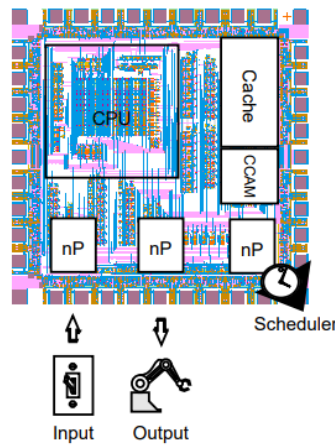 CPU
Cache
CCAM
nP
nP
nP
Scheduler
Input
Output